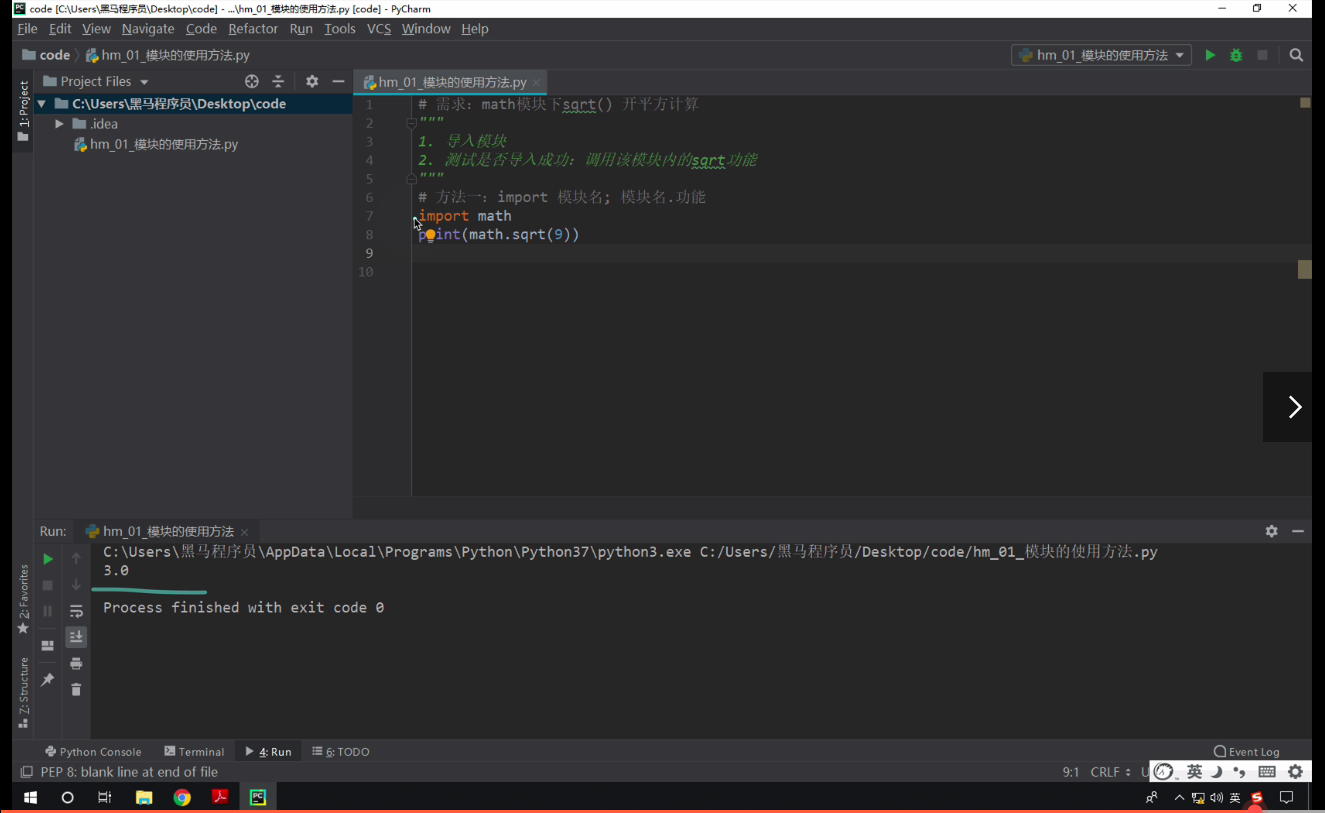 code [C:\Users\黑马程序员\Desktop\code] - ...\hm_01_模块的使用方法.py [code] - PyCharm
File Edit View Navigate Code Refactor Run Tools VCS Window Help
code hm_01_模块的使用方法.py
hm_01_模块的使用方法
1: Project
Project Files
hm_01_模块的使用方法.py
C:\Users\黑马程序员\Desktop\code
.idea
hm_01_模块的使用方法.py
1 # 需求：math模块下sqrt() 开平方计算
2 """
3 1. 导入模块
4 2. 测试是否导入成功：调用该模块内的sqrt功能
5 """
6 # 方法一：import 模块名; 模块名.功能
7 import math
8 print(math.sqrt(9))
9
10
Run: hm_01_模块的使用方法
C:\Users\黑马程序员\AppData\Local\Programs\Python\Python37\python3.exe C:/Users/黑马程序员/Desktop/code/hm_01_模块的使用方法.py
3.0
Process finished with exit code 0
2: Favorites
Z: Structure
Python Console Terminal 4: Run 6: TODO Event Log
PEP 8: blank line at end of file 9:1 CRLF U 英
英